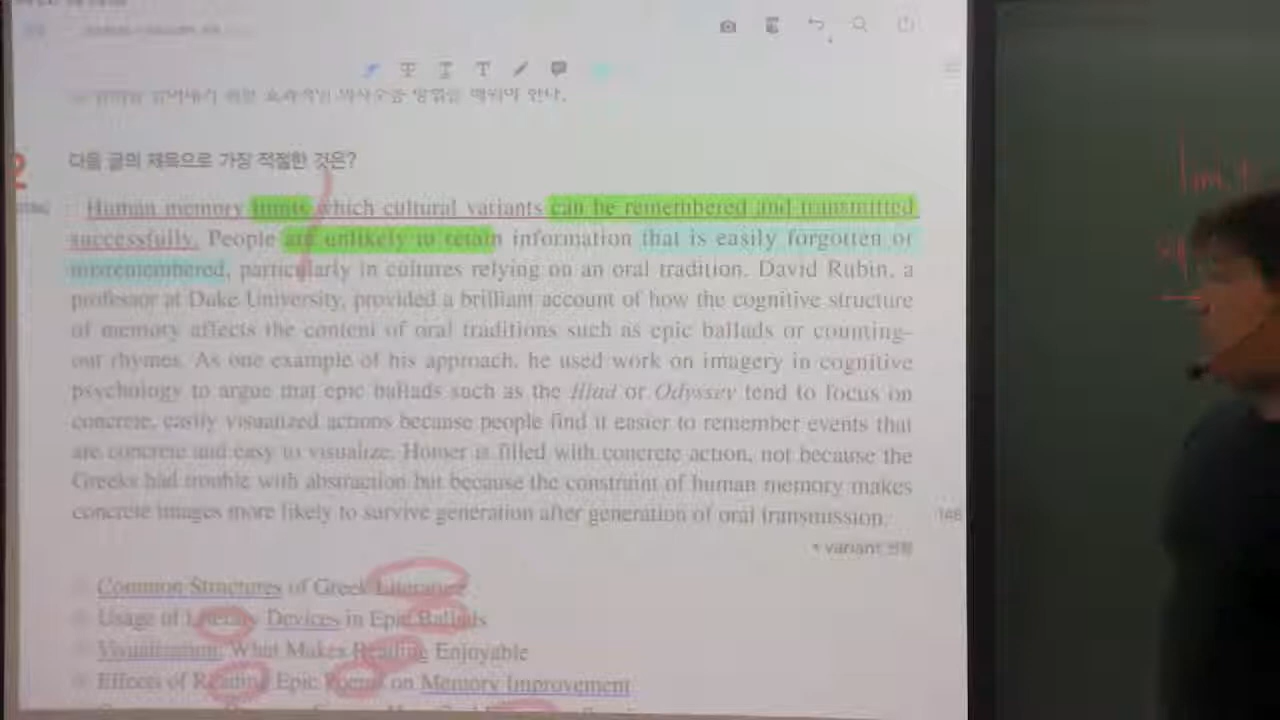 다음 글의 제목으로 가장 적절한 것은?
Human memory limits which cultural variants can be remembered and transmitted
successfully. People are unlikely to retain information that is easily forgotten or
misremembered, particularly in cultures relying on an oral tradition. David Rubin, a
professor at Duke University, provided a brilliant account of how the cognitive structure
of memory affects the content of oral traditions such as epic ballads or counting-
out rhymes. As one example of his approach, he used work on imagery in cognitive
psychology to argue that epic ballads such as the Iliad or Odyssey tend to focus on
concrete, easily visualized actions because people find it easier to remember events that
are concrete and easy to visualize. Homer is filled with concrete action, not because the
Greeks had trouble with abstraction but because the constraint of human memory makes
concrete images more likely to survive generation after generation of oral transmission.
146
* variant 변형
Common Structures of Greek Literature
Usage of Literary Devices in Epic Ballads
Visualization: What Makes Reading Enjoyable
Effects of Reading Epic Poems on Memory Improvement